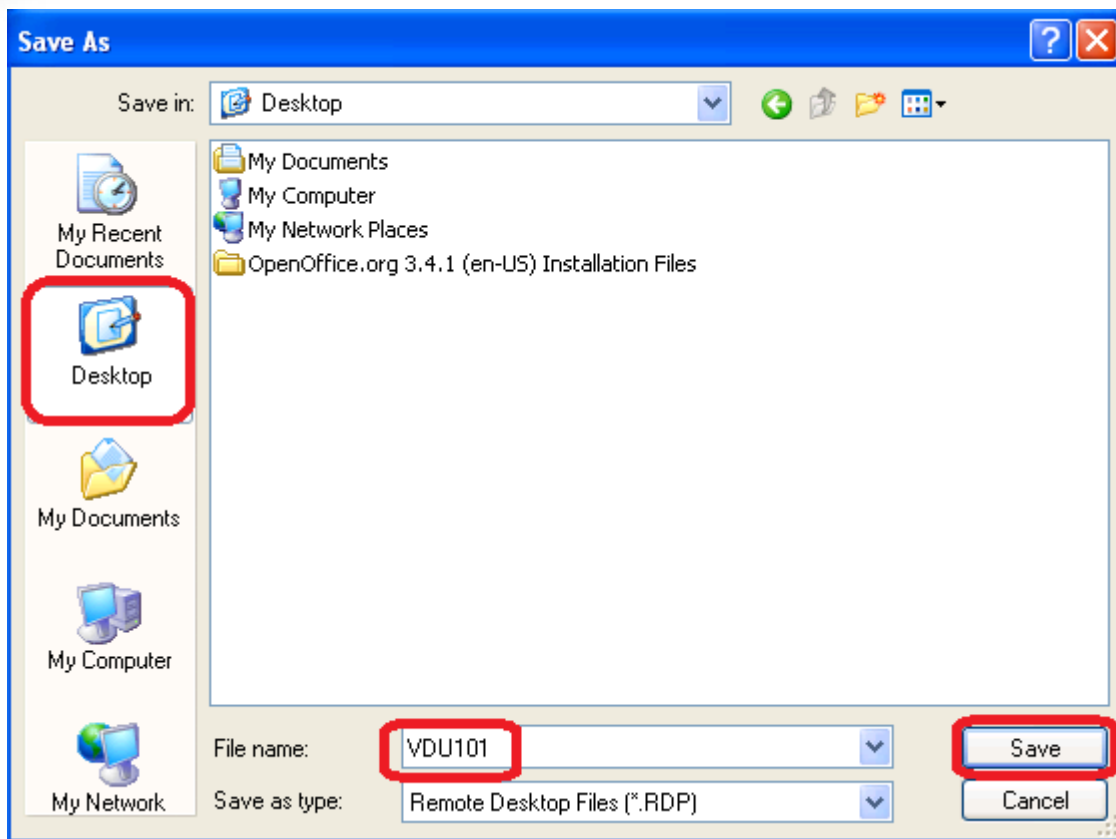 Save As
Save in:
Desktop
My Documents
My Computer
My Network Places
OpenOffice.org 3.4.1 (en-US) Installation Files
My Recent
Documents
Desktop
My Documents
My Computer
My Network
File name:
VDU101
Save
Save as type:
Remote Desktop Files (*.RDP)
Cancel